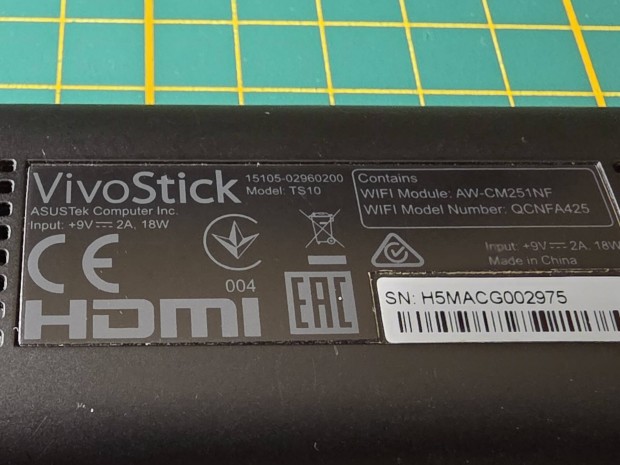 VivoStick
15105-02960200
Model: TS10
ASUSTek Computer Inc.
Input: +9V⎓2A, 18W
Contains
WIFI Module: AW-CM251NF
WIFI Model Number: QCNFA425
Input: +9V⎓2A, 18W
Made in China
CE
004
HDMI
EAC
SN: H5MACG002975